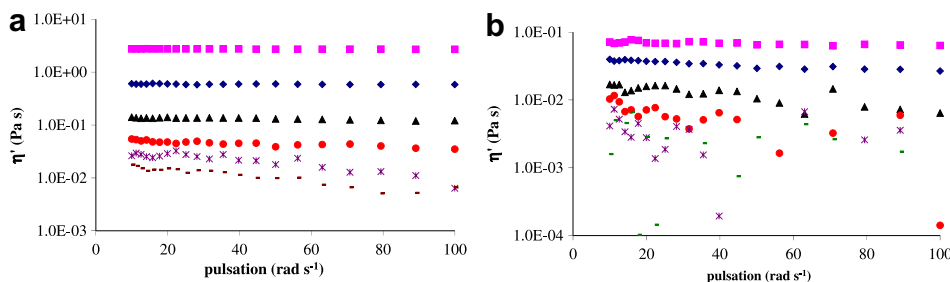 a
1.0E+01
1.0E+00
1.0E-01
1.0E-02
1.0E-03
η' (Pa s)
0 20 40 60 80 100
pulsation (rad s⁻¹)
b
1.0E-01
1.0E-02
1.0E-03
1.0E-04
η' (Pa s)
0 20 40 60 80 100
pulsation (rad s⁻¹)